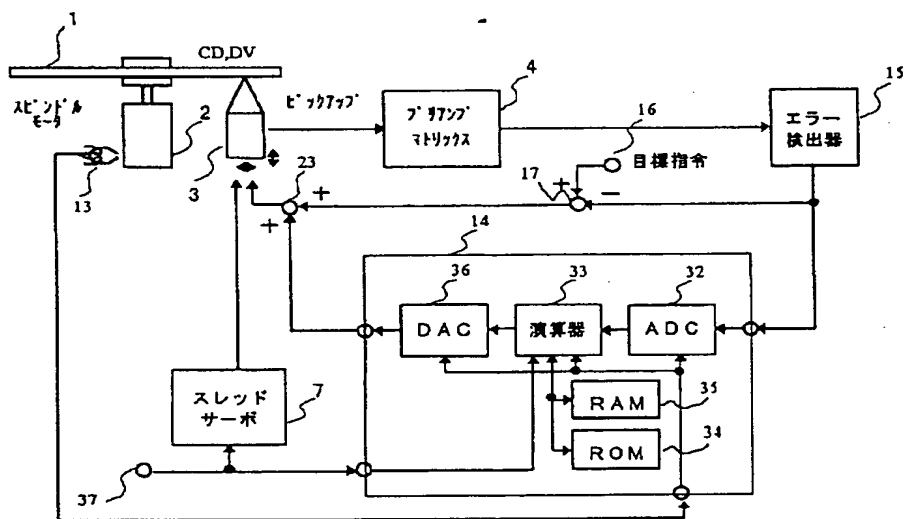 1
CD,DV
4
15
スピンドル
モータ
2
ピックアップ
プリアンプ
マトリックス
エラー
検出器
16
3
目標指令
23
17
+
13
+
−
+
14
36
33
32
DAC
演算器
ADC
スレッド
サーボ
7
RAM
35
ROM
34
37